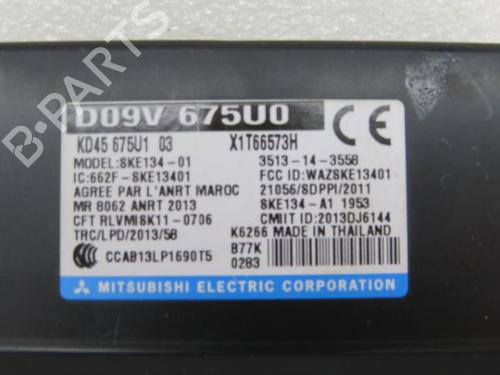 D09V 675U0
KD45 675U1 03 X1T66573H
MODEL:SKE134-01 3513-14-3558
IC:662F-SKE13401 FCC ID:WAZSKE13401
AGREE PAR L'ANRT MAROC 21056/SDPPI/2011
MR 8062 ANRT 2013 SKE134-A1 1953
CFT RLVMISK11-0706 CMIIT ID:2013DJ6144
TRC/LPD/2013/58 K6266 MADE IN THAILAND
CCAB13LP1690T5 B77K
0283
MITSUBISHI ELECTRIC CORPORATION
B-PARTS